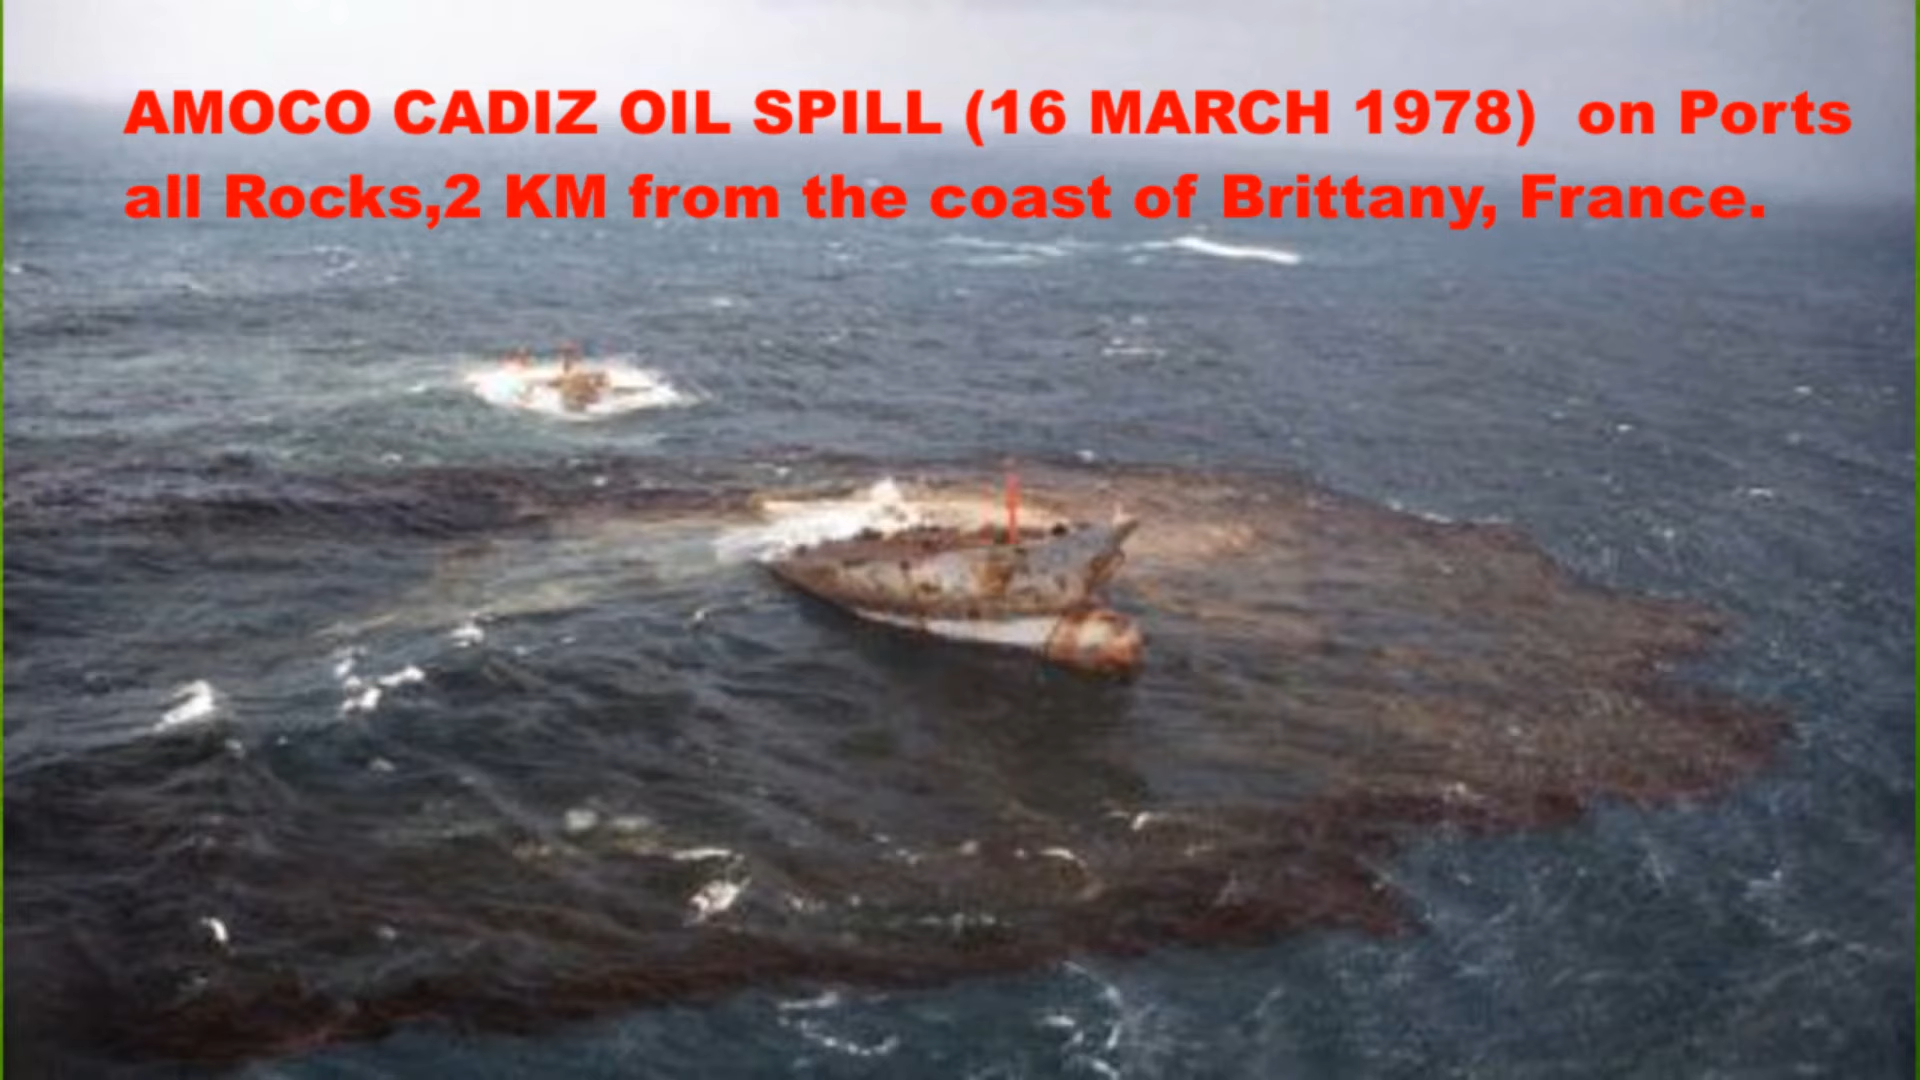 AMOCO CADIZ OIL SPILL (16 MARCH 1978)  on Ports
all Rocks,2 KM from the coast of Brittany, France.